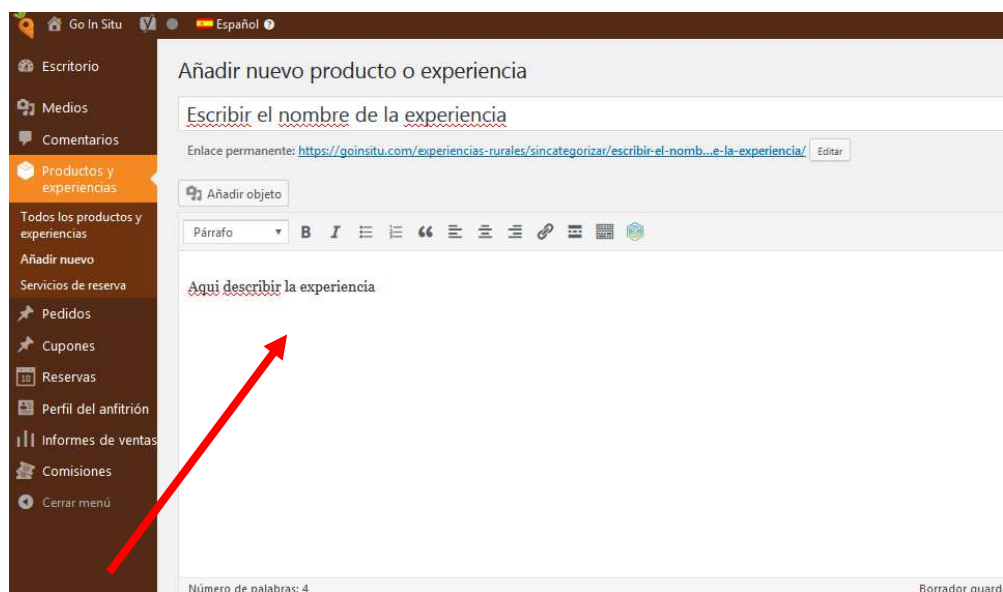 Go In Situ Español ?
Escritorio
Medios
Comentarios
Productos y
experiencias
Todos los productos y
experiencias
Añadir nuevo
Servicios de reserva
Pedidos
Cupones
10 Reservas
Perfil del anfitrión
Informes de ventas
Comisiones
Cerrar menú
Añadir nuevo producto o experiencia
Escribir el nombre de la experiencia
Enlace permanente: https://goinsitu.com/experiencias-rurales/sincategorizar/escribir-el-nomb...e-la-experiencia/ Editar
Añadir objeto
Párrafo B I
Aqui describir la experiencia
Número de palabras: 4 Borrador guard